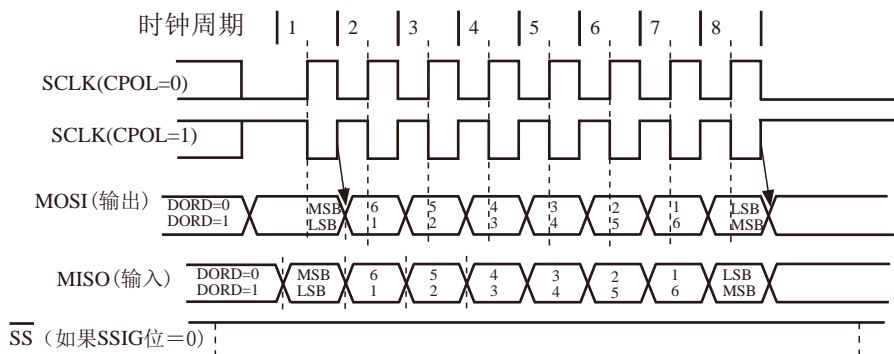 时钟周期 1 2 3 4 5 6 7 8
SCLK(CPOL=0)
SCLK(CPOL=1)
MOSI(输出)
DORD=0 MSB 6 5 4 3 2 1 LSB
DORD=1 LSB 1 2 3 4 5 6 MSB
MISO(输入)
DORD=0 MSB 6 5 4 3 2 1 LSB
DORD=1 LSB 1 2 3 4 5 6 MSB
SS（如果SSIG位＝0）